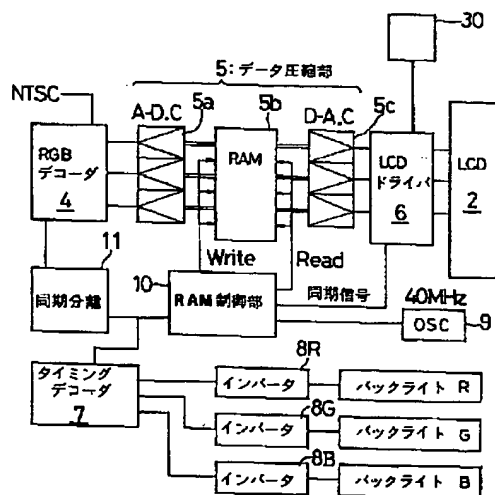 30
5:データ圧縮部
NTSC
A-D.C
5a
5b
D-A.C
5c
RGB
デコーダ
4
RAM
LCD
ドライバ
6
LCD
2
11
Write
Read
同期分離
10
RAM制御部
同期信号
40MHz
OSC
9
タイミング
デコーダ
7
8R
インバータ
バックライト R
8G
インバータ
バックライト G
8B
インバータ
バックライト B